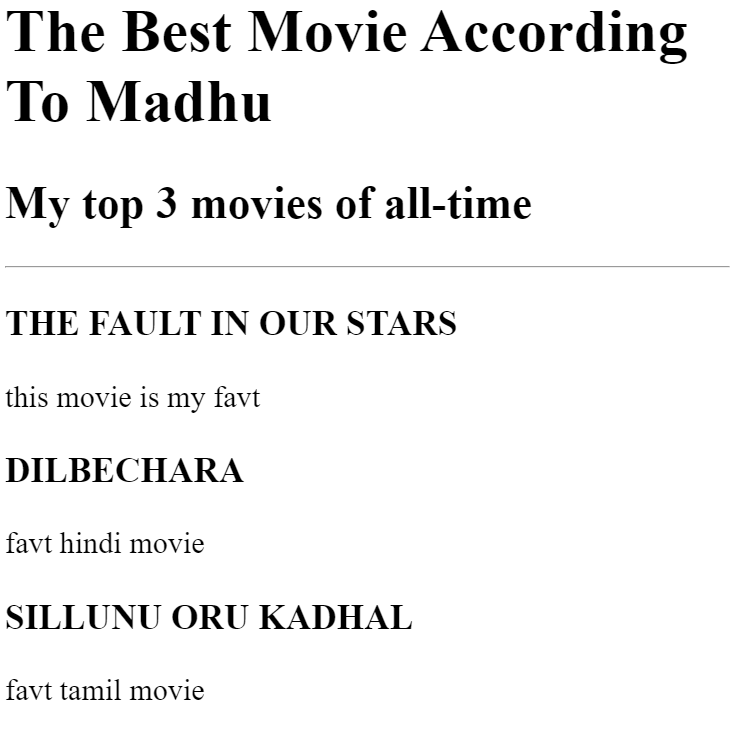 The Best Movie According
To Madhu
My top 3 movies of all-time
THE FAULT IN OUR STARS
this movie is my favt
DILBECHARA
favt hindi movie
SILLUNU ORU KADHAL
favt tamil movie